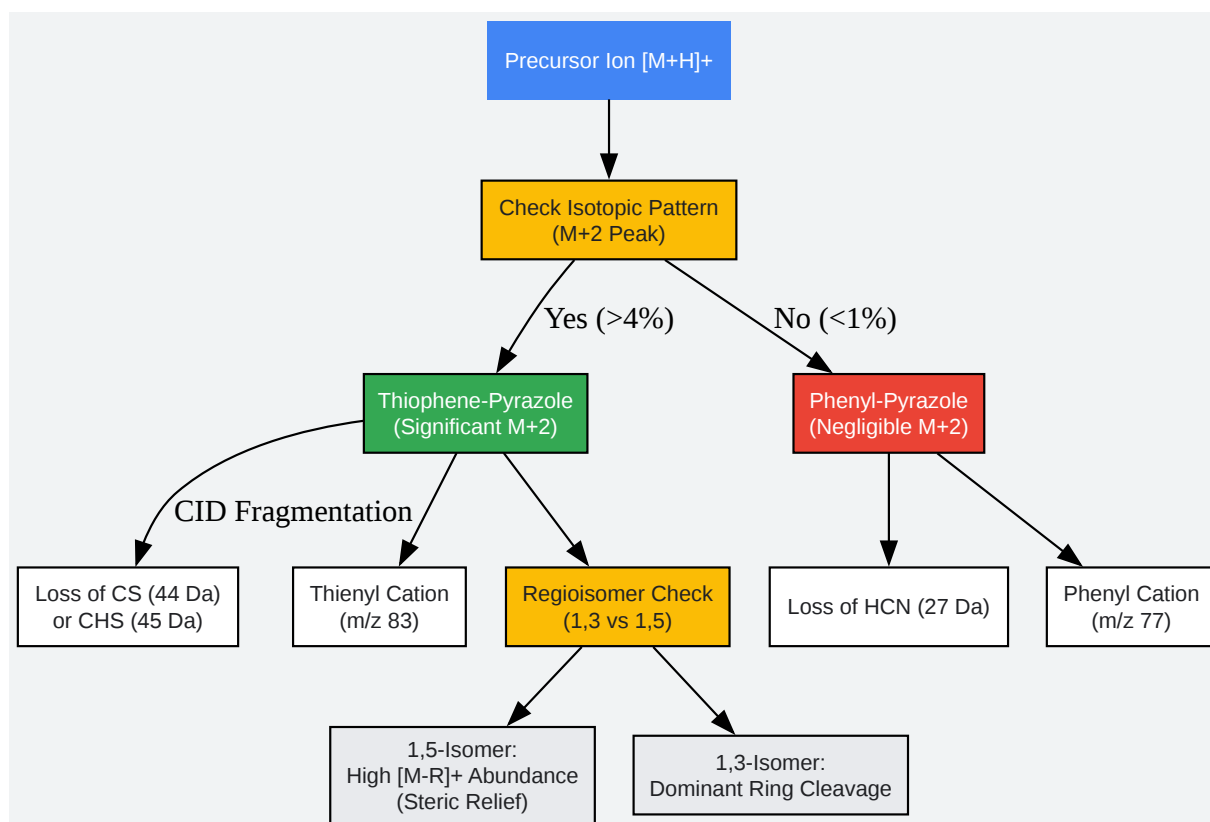 Precursor Ion [M+H]+
Check Isotopic Pattern
(M+2 Peak)
Yes (>4%)
No (<1%)
Thiophene-Pyrazole
(Significant M+2)
Phenyl-Pyrazole
(Negligible M+2)
CID Fragmentation
Loss of CS (44 Da)
or CHS (45 Da)
Thienyl Cation
(m/z 83)
Regioisomer Check
(1,3 vs 1,5)
Loss of HCN (27 Da)
Phenyl Cation
(m/z 77)
1,5-Isomer:
High [M-R]+ Abundance
(Steric Relief)
1,3-Isomer:
Dominant Ring Cleavage